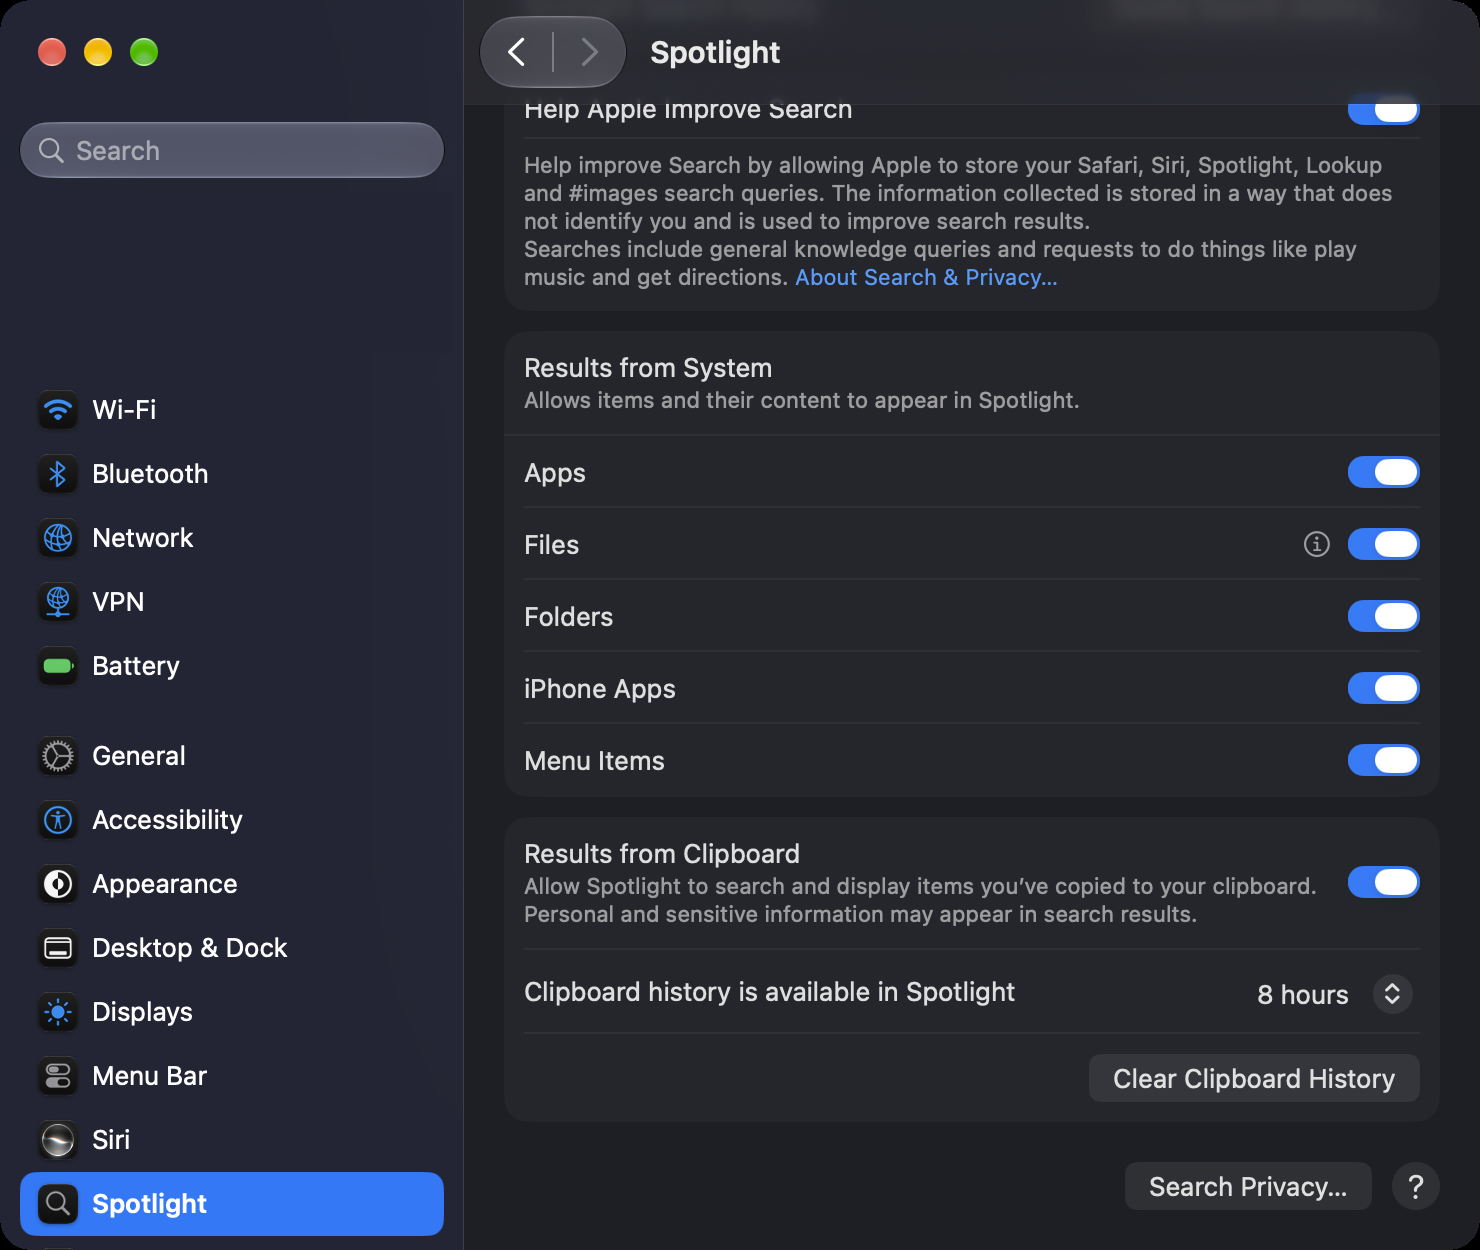 Spotlight
Search
Wi-Fi
Bluetooth
Network
VPN
Battery
General
Accessibility
Appearance
Desktop & Dock
Displays
Menu Bar
Siri
Spotlight
Help Apple Improve Search
Help improve Search by allowing Apple to store your Safari, Siri, Spotlight, Lookup
and #images search queries. The information collected is stored in a way that does
not identify you and is used to improve search results.
Searches include general knowledge queries and requests to do things like play
music and get directions. About Search & Privacy...
Results from System
Allows items and their content to appear in Spotlight.
Apps
Files
Folders
iPhone Apps
Menu Items
Results from Clipboard
Allow Spotlight to search and display items you’ve copied to your clipboard.
Personal and sensitive information may appear in search results.
Clipboard history is available in Spotlight 8 hours
Clear Clipboard History
Search Privacy... ?